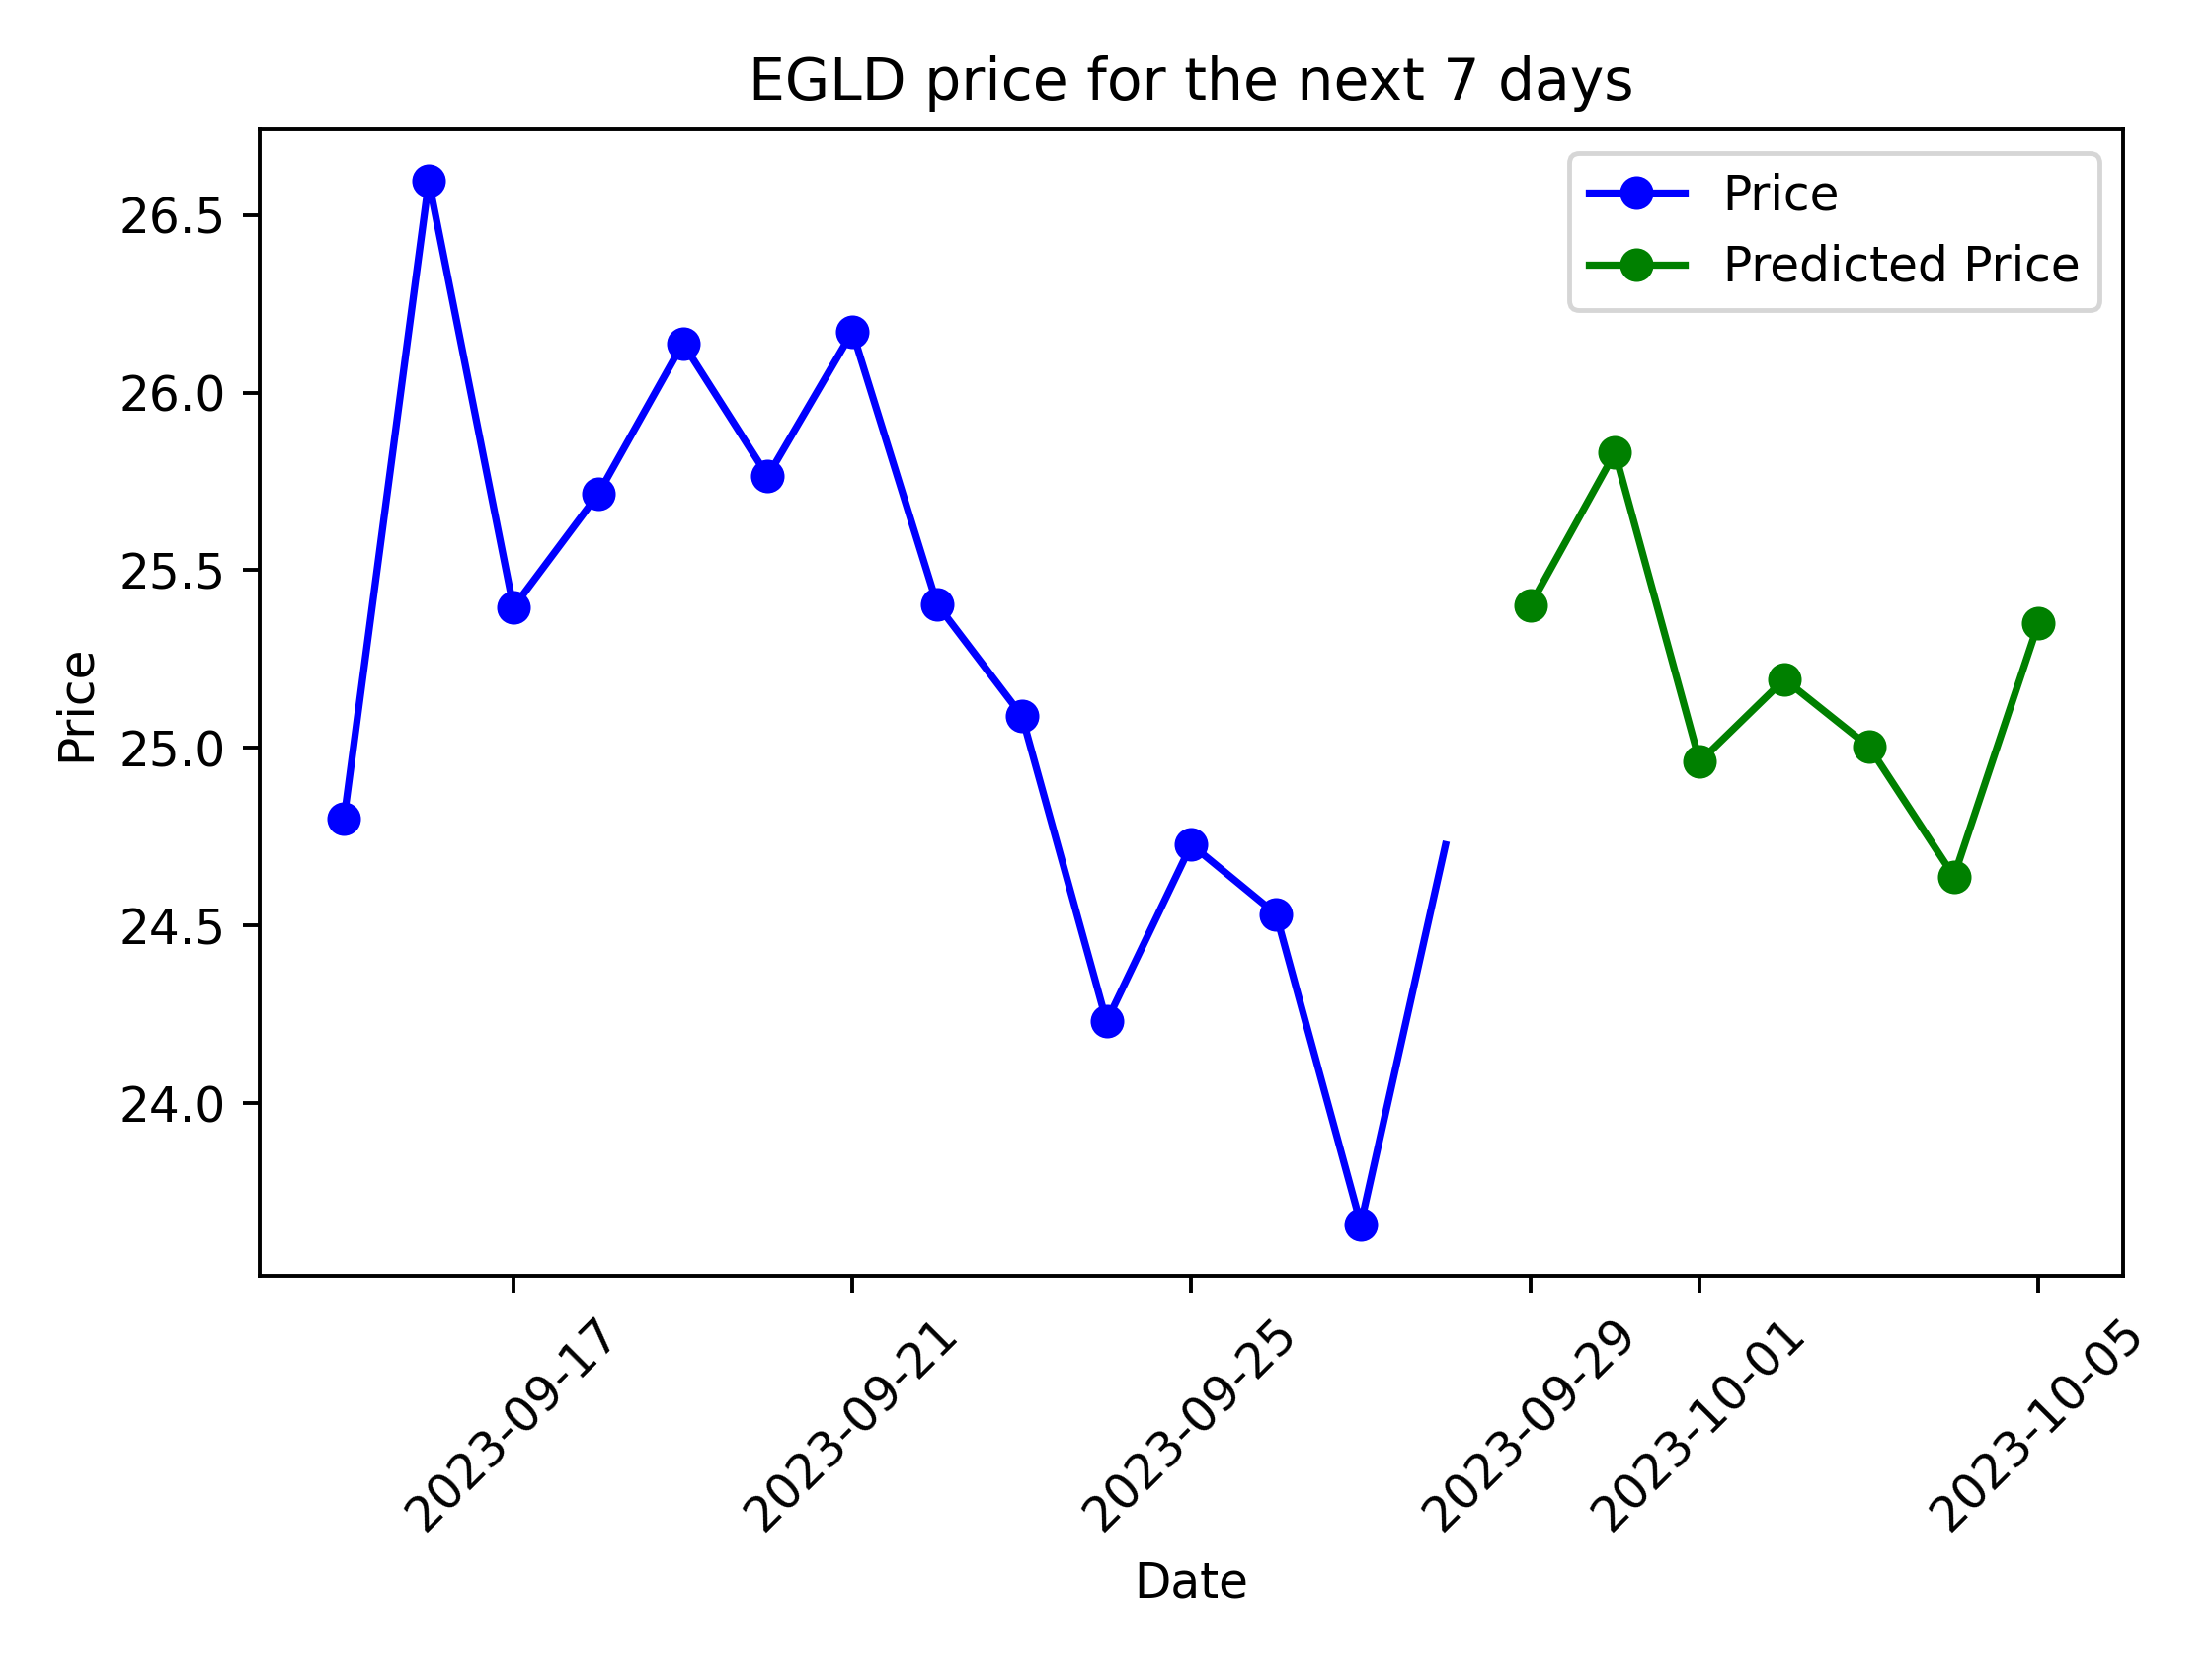 EGLD price for the next 7 days
Price
Predicted Price
26.5
26.0
25.5
25.0
24.5
24.0
Price
2023-09-17
2023-09-21
2023-09-25
2023-09-29
2023-10-01
2023-10-05
Date